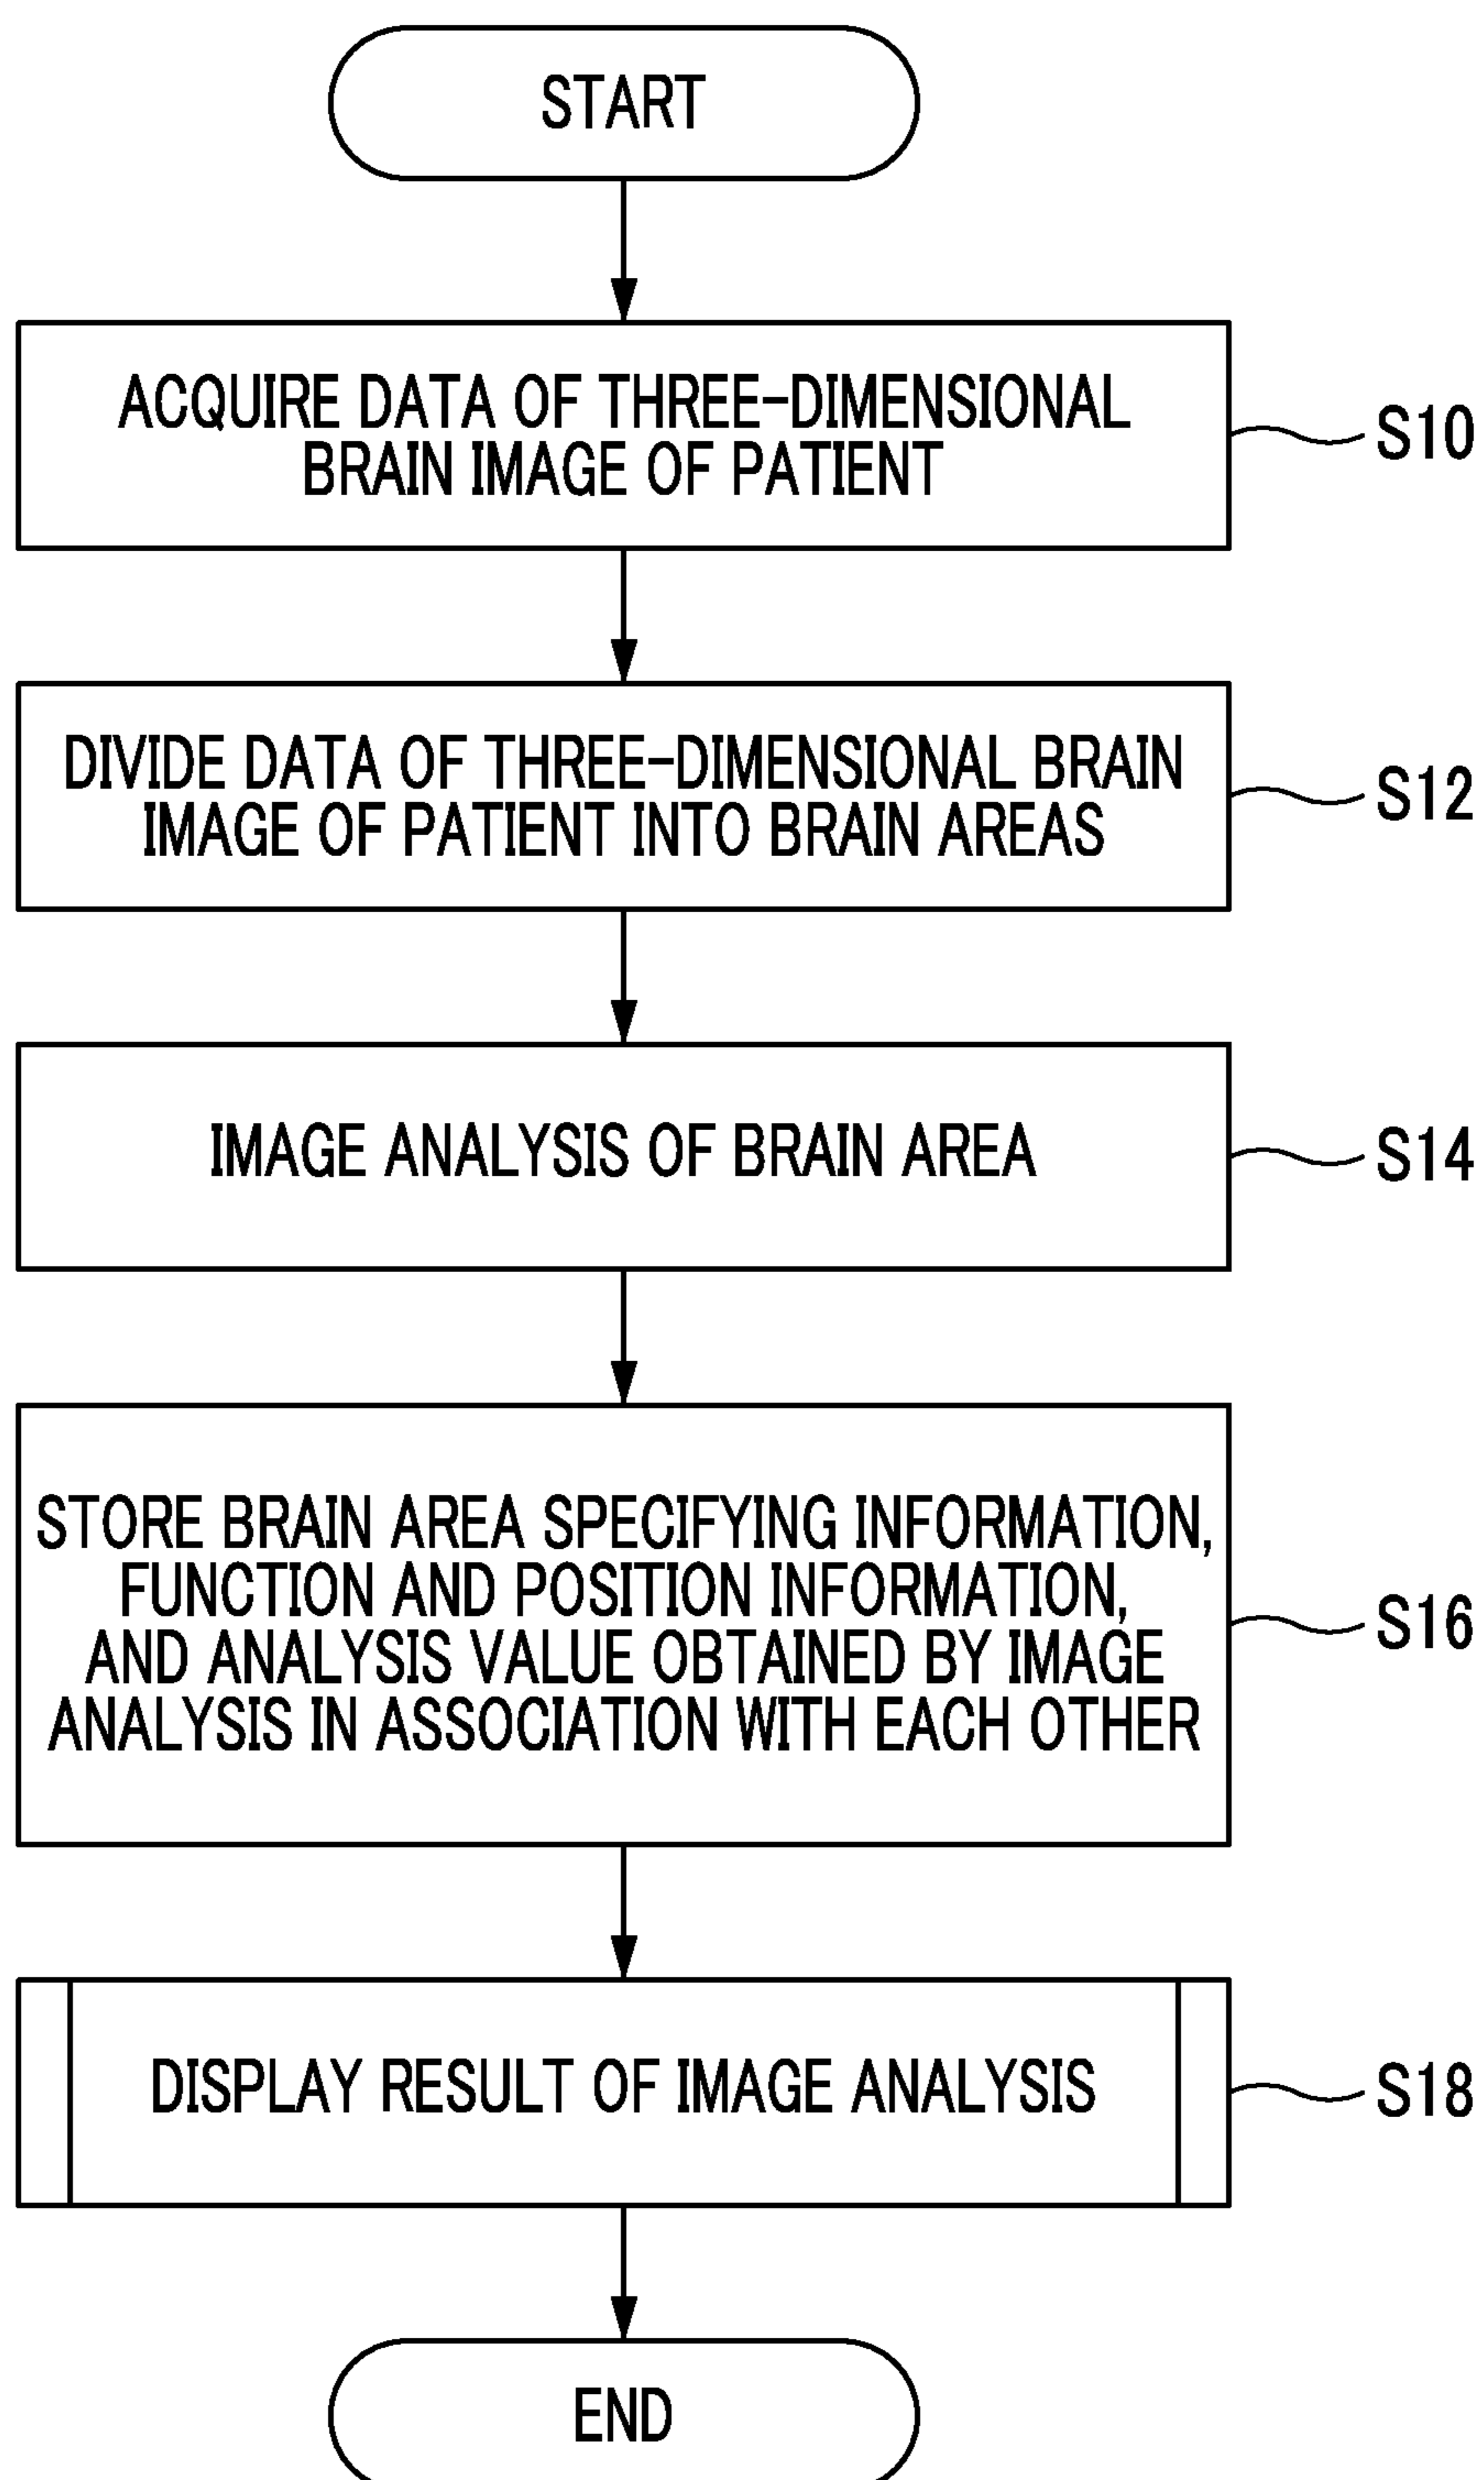 START
ACQUIRE DATA OF THREE-DIMENSIONAL
BRAIN IMAGE OF PATIENT
S10
DIVIDE DATA OF THREE-DIMENSIONAL BRAIN
IMAGE OF PATIENT INTO BRAIN AREAS
S12
IMAGE ANALYSIS OF BRAIN AREA
S14
STORE BRAIN AREA SPECIFYING INFORMATION,
FUNCTION AND POSITION INFORMATION,
AND ANALYSIS VALUE OBTAINED BY IMAGE
ANALYSIS IN ASSOCIATION WITH EACH OTHER
S16
DISPLAY RESULT OF IMAGE ANALYSIS
S18
END